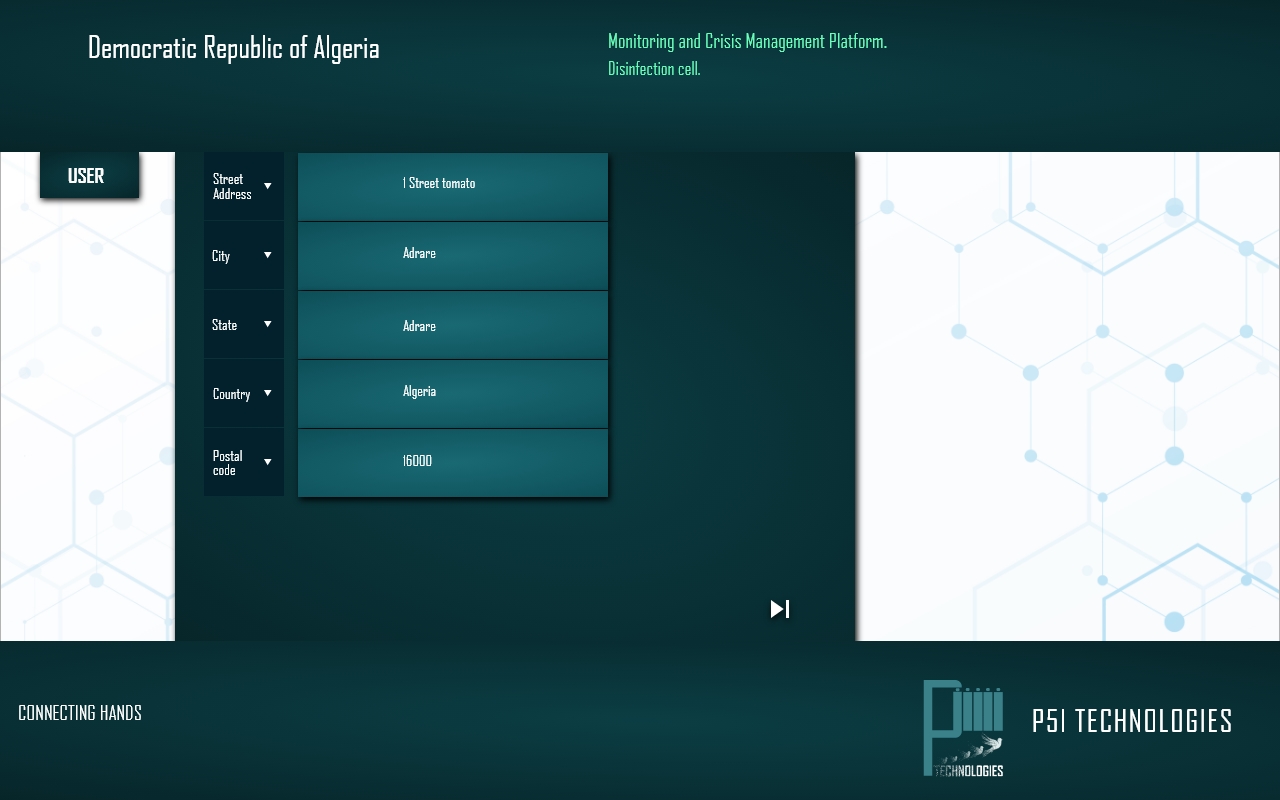 Democratic Republic of Algeria
Monitoring and Crisis Management Platform.
Disinfection cell.
USER
Street
Address
1 Street tomato
City
Adrare
State
Adrare
Country
Algeria
Postal
code
16000
CONNECTING HANDS
TECHNOLOGIES
P5I TECHNOLOGIES